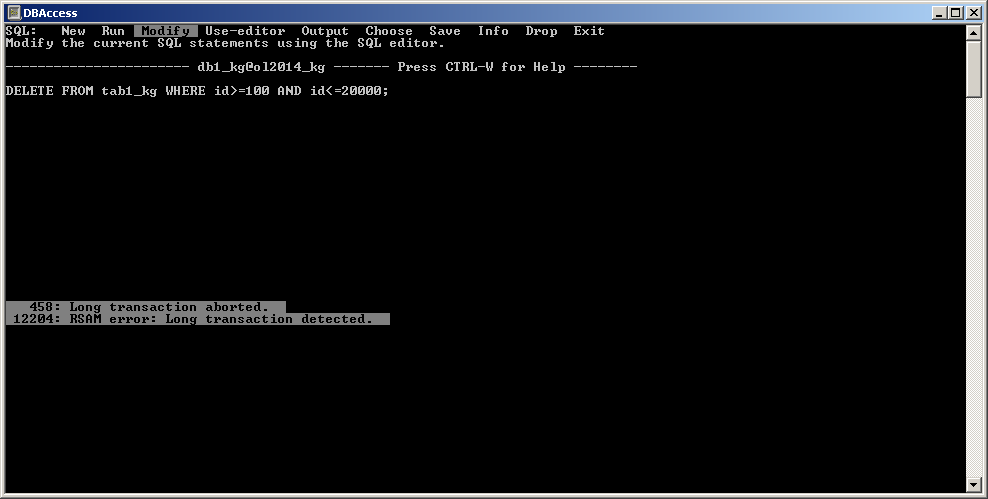 DBAccess
SQL:   New  Run  Modify  Use-editor  Output  Choose  Save  Info  Drop  Exit
Modify the current SQL statements using the SQL editor.
----------------------- db1_kg@ol2014_kg ------- Press CTRL-W for Help --------
DELETE FROM tab1_kg WHERE id>=100 AND id<=20000;
458: Long transaction aborted.
12204: RSAM error: Long transaction detected.